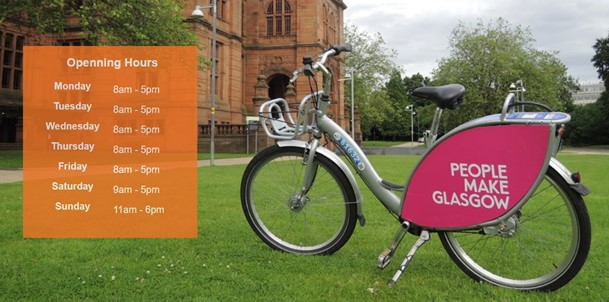 Openning Hours
Monday 8am - 5pm
Tuesday 8am - 5pm
Wednesday 8am - 5pm
Thursday 8am - 5pm
Friday 8am - 5pm
Saturday 9am - 5pm
Sunday 11am - 6pm
PEOPLE
MAKE
GLASGOW